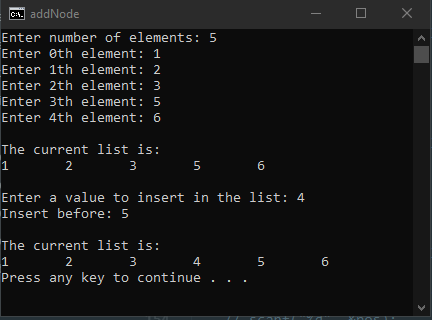 addNode
Enter number of elements: 5
Enter 0th element: 1
Enter 1th element: 2
Enter 2th element: 3
Enter 3th element: 5
Enter 4th element: 6

The current list is:
1       2       3       5       6

Enter a value to insert in the list: 4
Insert before: 5

The current list is:
1       2       3       4       5       6
Press any key to continue . . .